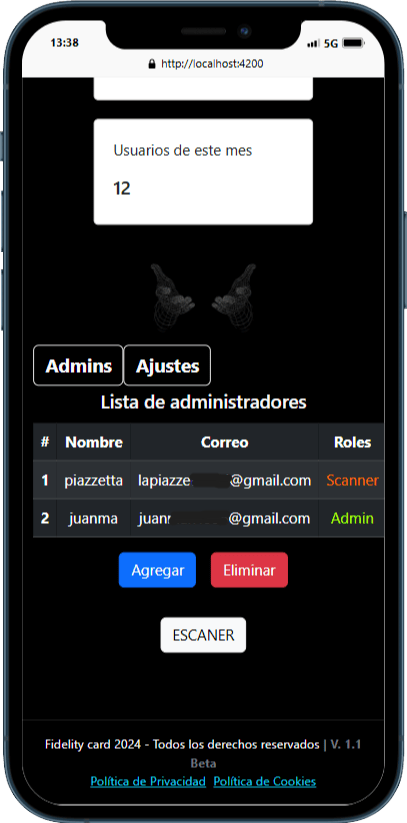 13:38
5G
http://localhost:4200
Usuarios de este mes
12
Admins Ajustes
Lista de administradores
# Nombre Correo Roles
1 piazzetta lapiazze @gmail.com Scanner
2 juanma juan @gmail.com Admin
Agregar Eliminar
ESCANER
Fidelity card 2024 - Todos los derechos reservados | V. 1.1
Beta
Política de Privacidad Política de Cookies